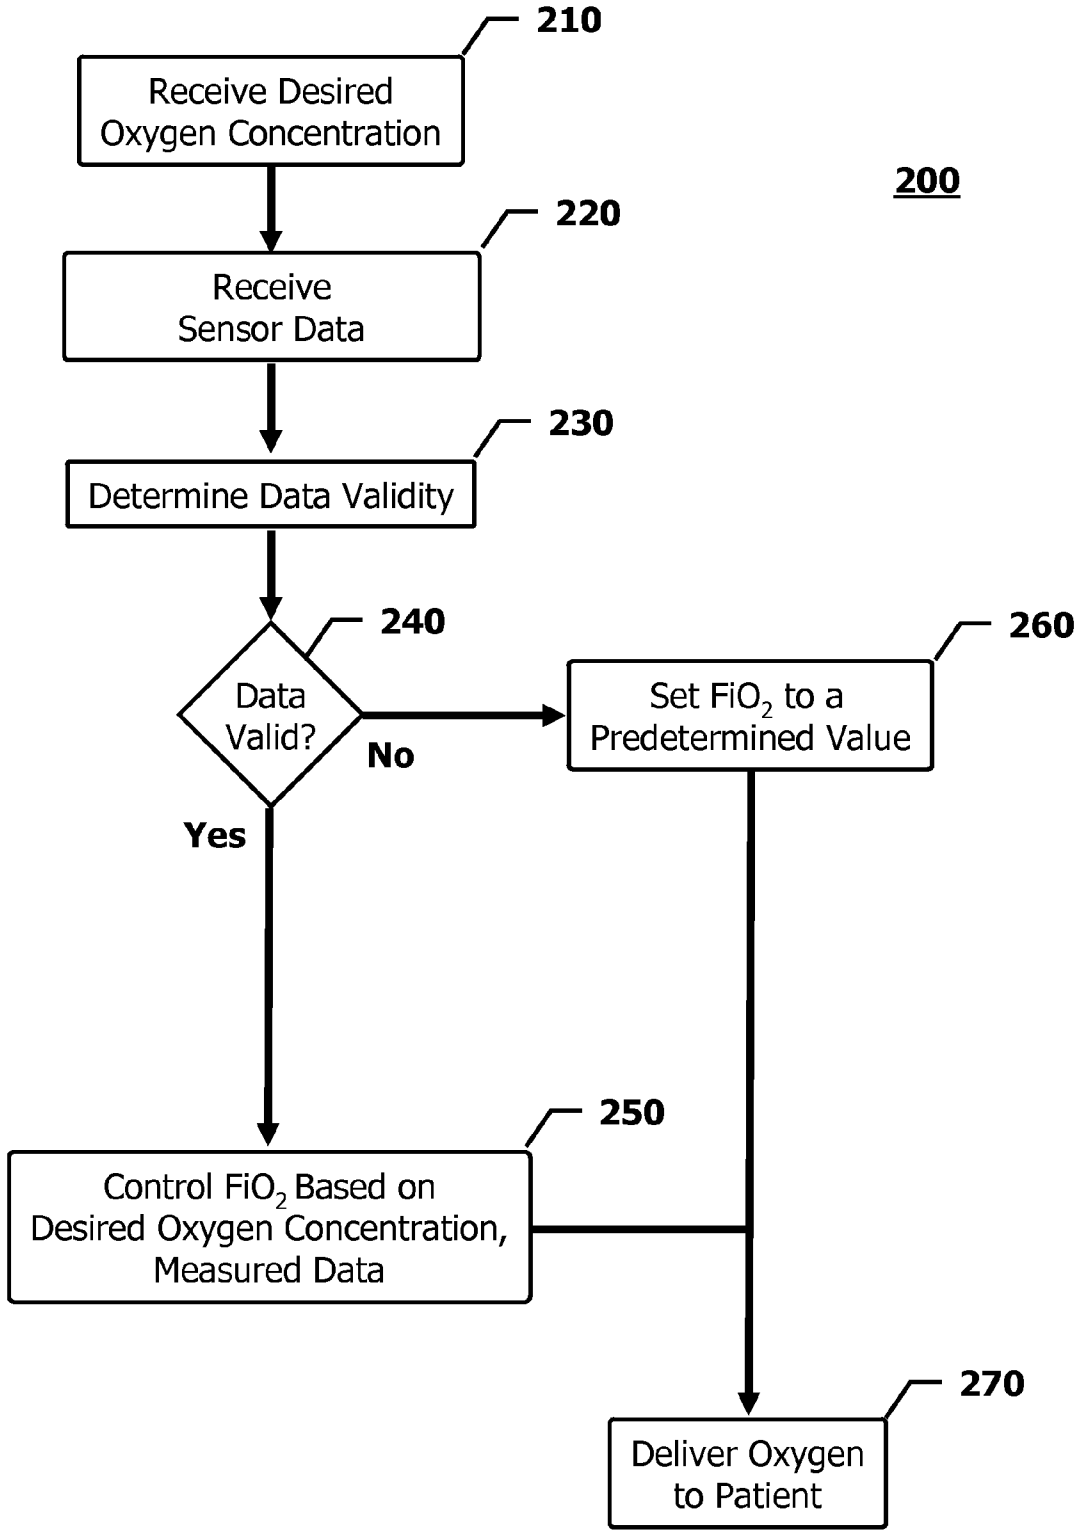 210
Receive Desired
Oxygen Concentration
200
220
Receive
Sensor Data
230
Determine Data Validity
240
Data
Valid?
No
Yes
260
Set FiO₂ to a
Predetermined Value
250
Control FiO₂ Based on
Desired Oxygen Concentration,
Measured Data
270
Deliver Oxygen
to Patient